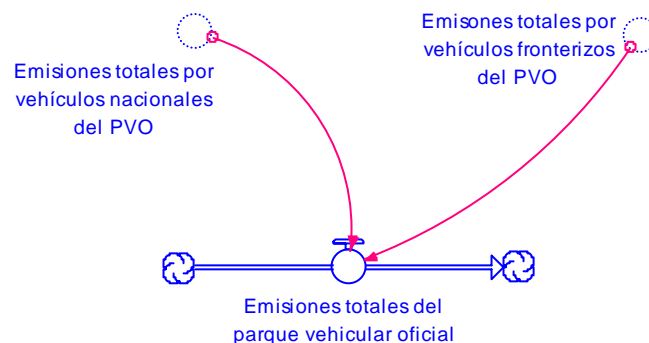 Emisiones totales por
vehículos nacionales
del PVO
Emisones totales por
vehículos fronterizos
del PVO
Emisiones totales del
parque vehicular oficial